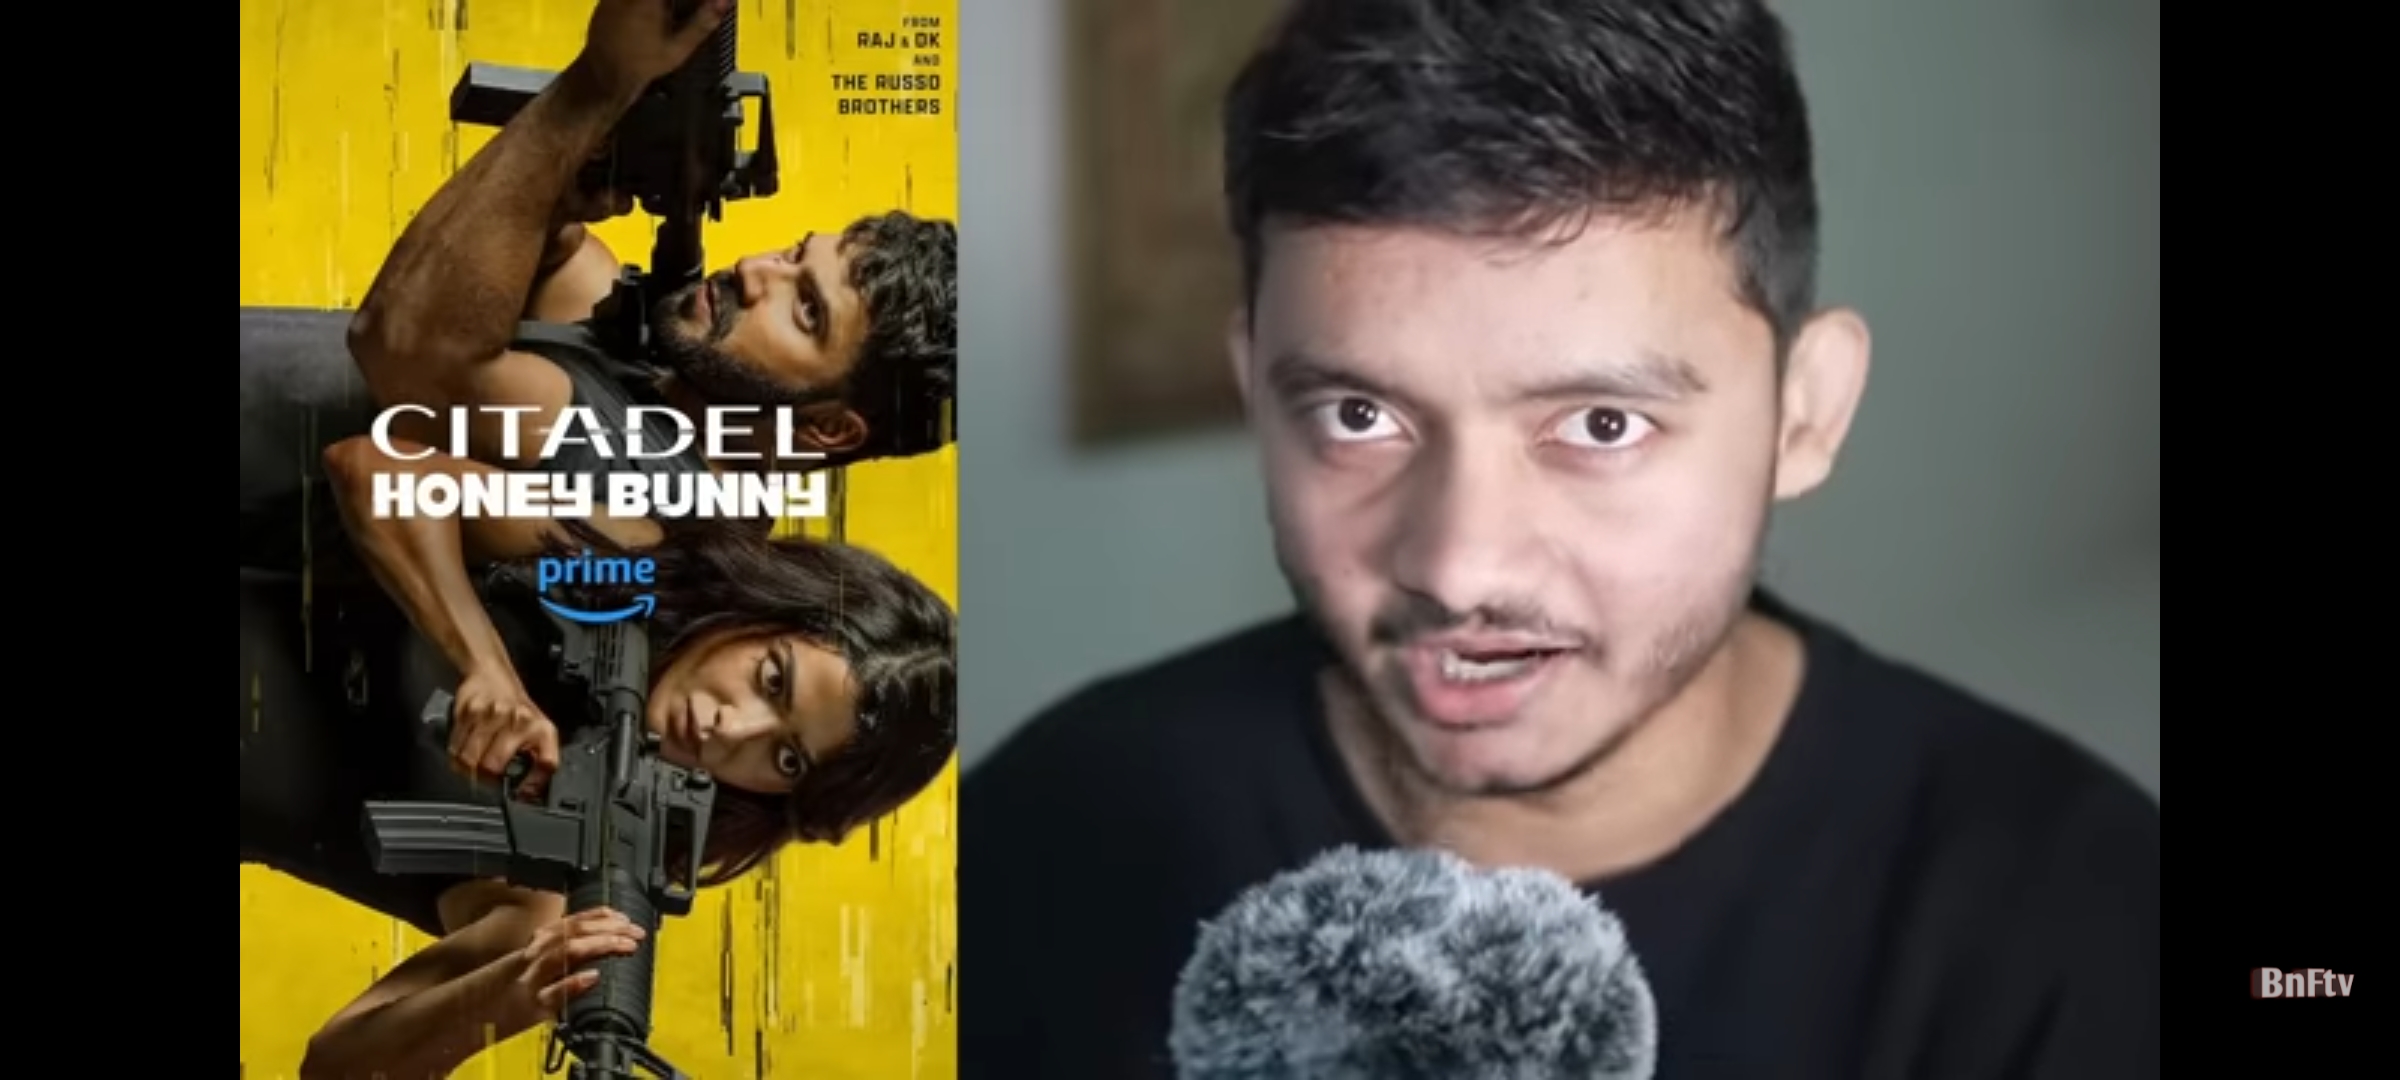 FROM
RAJ & DK
AND
THE RUSSO
BROTHERS
CITADEL
HONEY BUNNY
prime
BnFtv